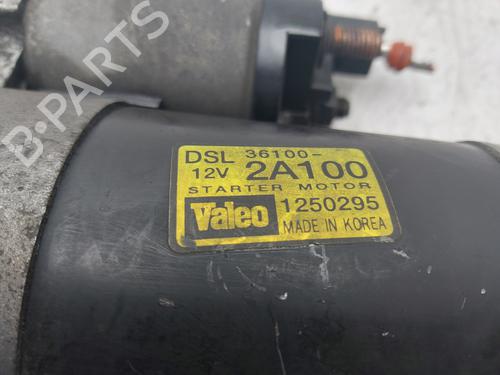 B-PARTS
DSL 36100-
12V 2A100
STARTER MOTOR
Valeo 1250295
MADE IN KOREA